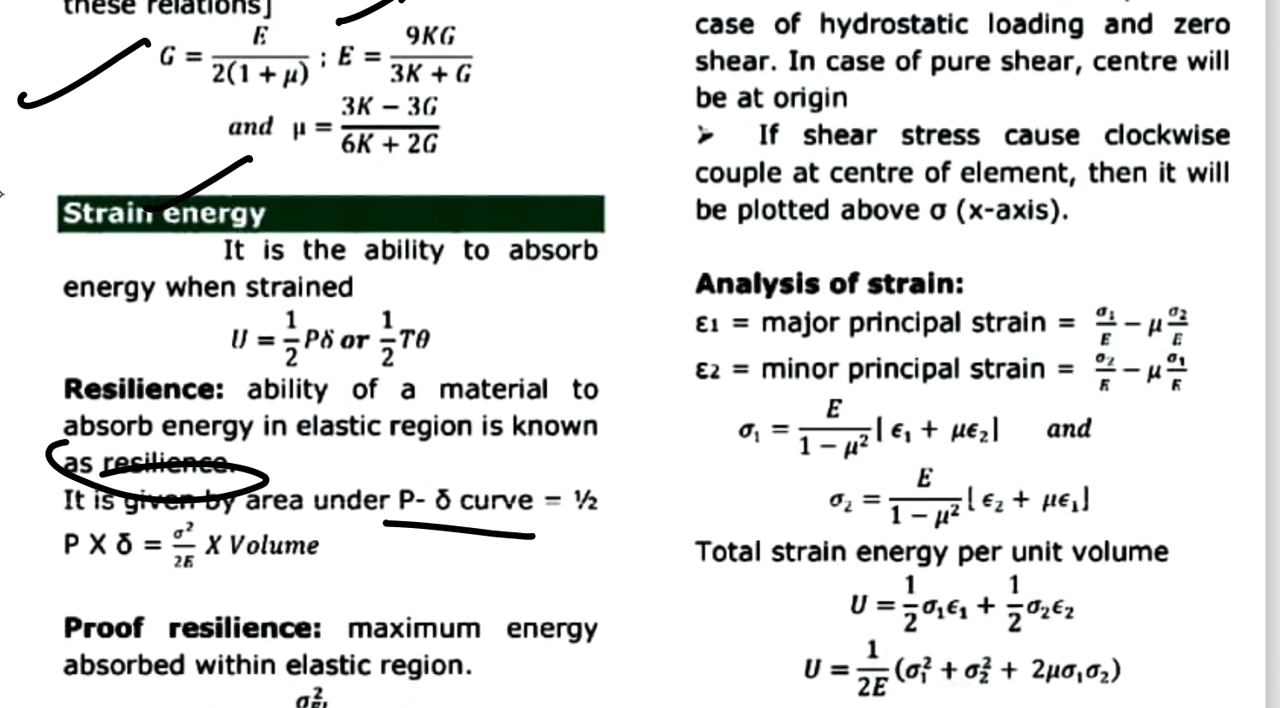 these relations]
G = E / 2(1 + μ) ; E = 9KG / 3K + G
and μ = 3K − 3G / 6K + 2G
Strain energy
It is the ability to absorb
energy when strained
U = 1/2 Pδ or 1/2 Tθ
Resilience: ability of a material to
absorb energy in elastic region is known
as resilience.
It is given by area under P- δ curve = ½
P X δ = σ²/2E X Volume
Proof resilience: maximum energy
absorbed within elastic region.
case of hydrostatic loading and zero
shear. In case of pure shear, centre will
be at origin
➢ If shear stress cause clockwise
couple at centre of element, then it will
be plotted above σ (x-axis).
Analysis of strain:
ε1 = major principal strain = σ₁/E − μ σ₂/E
ε2 = minor principal strain = σ₂/E − μ σ₁/E
σ₁ = E / 1 − μ² [ ϵ₁ + μϵ₂] and
σ₂ = E / 1 − μ² [ ϵ₂ + μϵ₁]
Total strain energy per unit volume
U = 1/2 σ₁ϵ₁ + 1/2 σ₂ϵ₂
U = 1/2E (σ₁² + σ₂² + 2μσ₁σ₂)